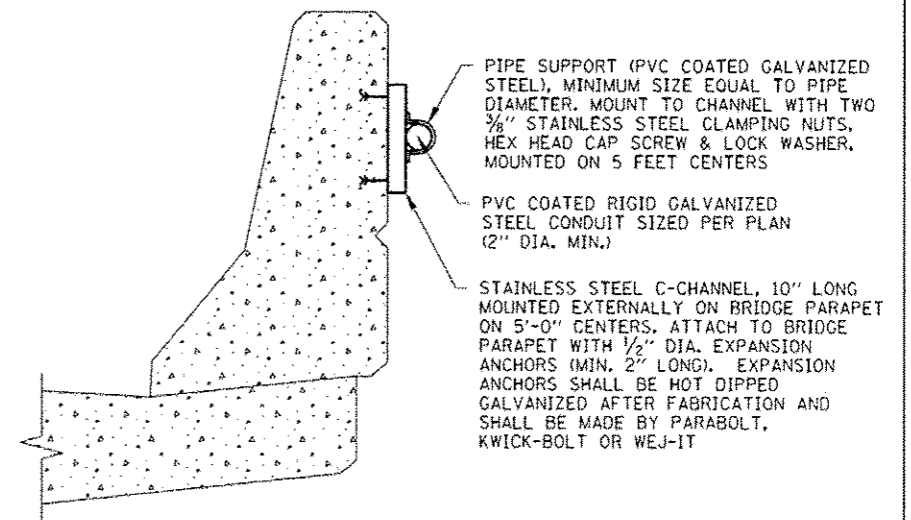 PIPE SUPPORT (PVC COATED GALVANIZED
STEEL), MINIMUM SIZE EQUAL TO PIPE
DIAMETER. MOUNT TO CHANNEL WITH TWO
3/8" STAINLESS STEEL CLAMPING NUTS,
HEX HEAD CAP SCREW & LOCK WASHER,
MOUNTED ON 5 FEET CENTERS
PVC COATED RIGID GALVANIZED
STEEL CONDUIT SIZED PER PLAN
(2" DIA. MIN.)
STAINLESS STEEL C-CHANNEL, 10" LONG
MOUNTED EXTERNALLY ON BRIDGE PARAPET
ON 5'-0" CENTERS. ATTACH TO BRIDGE
PARAPET WITH 1/2" DIA. EXPANSION
ANCHORS (MIN. 2" LONG). EXPANSION
ANCHORS SHALL BE HOT DIPPED
GALVANIZED AFTER FABRICATION AND
SHALL BE MADE BY PARABOLT,
KWICK-BOLT OR WEJ-IT